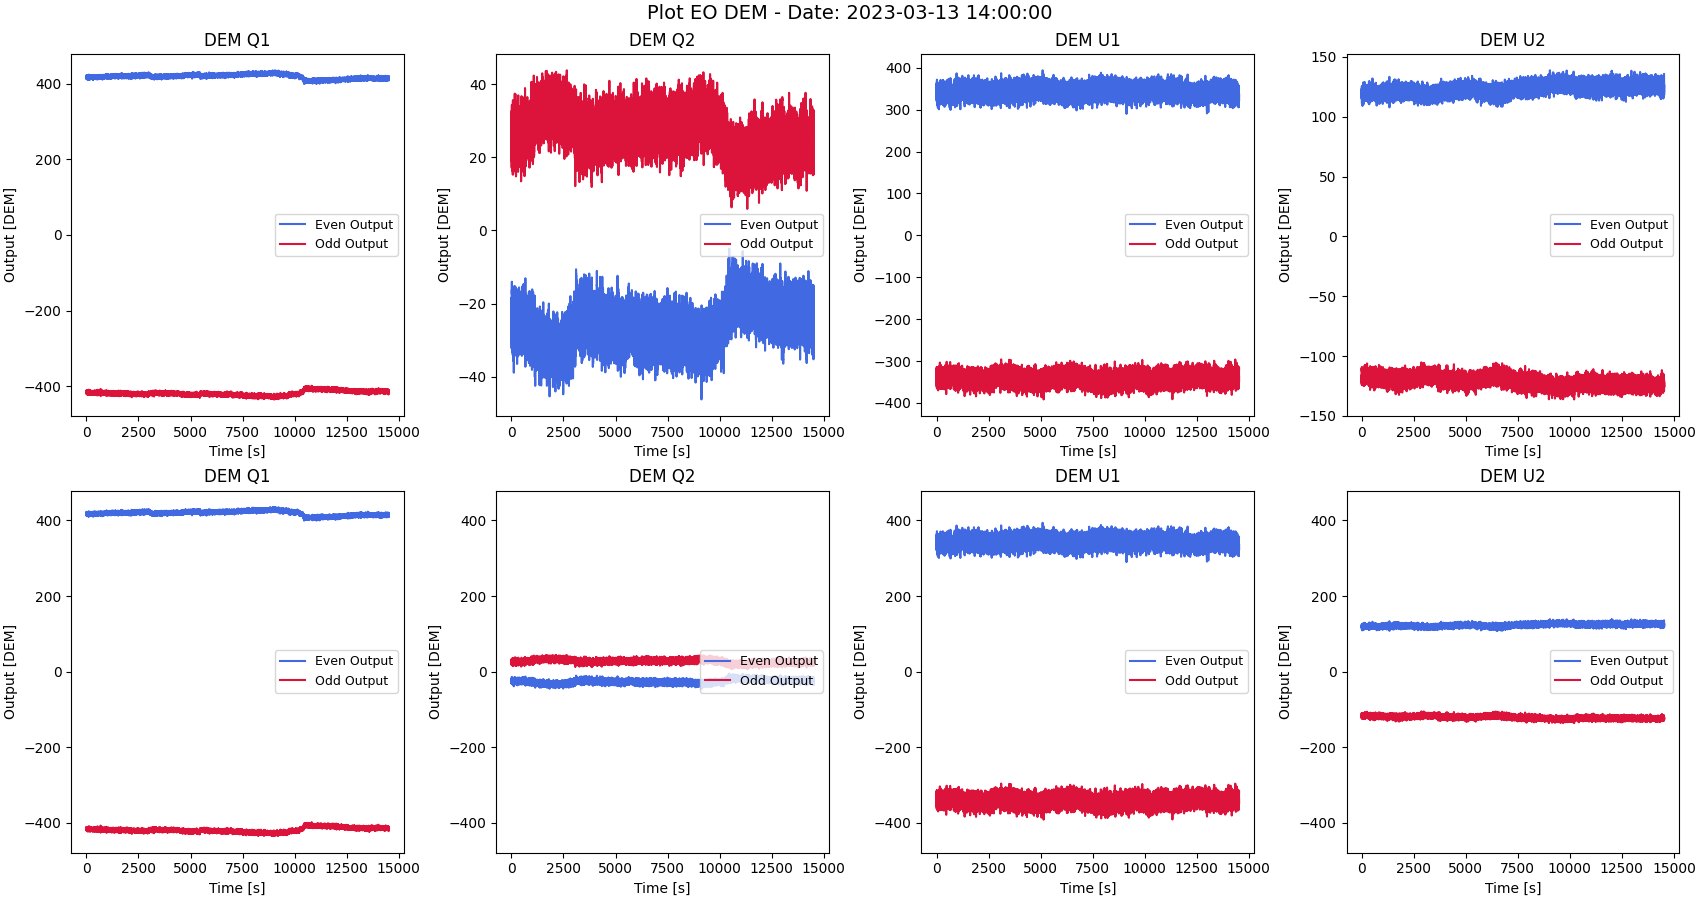 Plot EO DEM - Date: 2023-03-13 14:00:00
DEM Q1
Output [DEM]
400
200
0
−200
−400
Even Output
Odd Output
0 2500 5000 7500 10000 12500 15000
Time [s]
DEM Q2
Output [DEM]
40
20
0
−20
−40
Even Output
Odd Output
0 2500 5000 7500 10000 12500 15000
Time [s]
DEM U1
Output [DEM]
400
300
200
100
0
−100
−200
−300
−400
Even Output
Odd Output
0 2500 5000 7500 10000 12500 15000
Time [s]
DEM U2
Output [DEM]
150
100
50
0
−50
−100
−150
Even Output
Odd Output
0 2500 5000 7500 10000 12500 15000
Time [s]
DEM Q1
Output [DEM]
400
200
0
−200
−400
Even Output
Odd Output
0 2500 5000 7500 10000 12500 15000
Time [s]
DEM Q2
Output [DEM]
400
200
0
−200
−400
Even Output
Odd Output
0 2500 5000 7500 10000 12500 15000
Time [s]
DEM U1
Output [DEM]
400
200
0
−200
−400
Even Output
Odd Output
0 2500 5000 7500 10000 12500 15000
Time [s]
DEM U2
Output [DEM]
400
200
0
−200
−400
Even Output
Odd Output
0 2500 5000 7500 10000 12500 15000
Time [s]